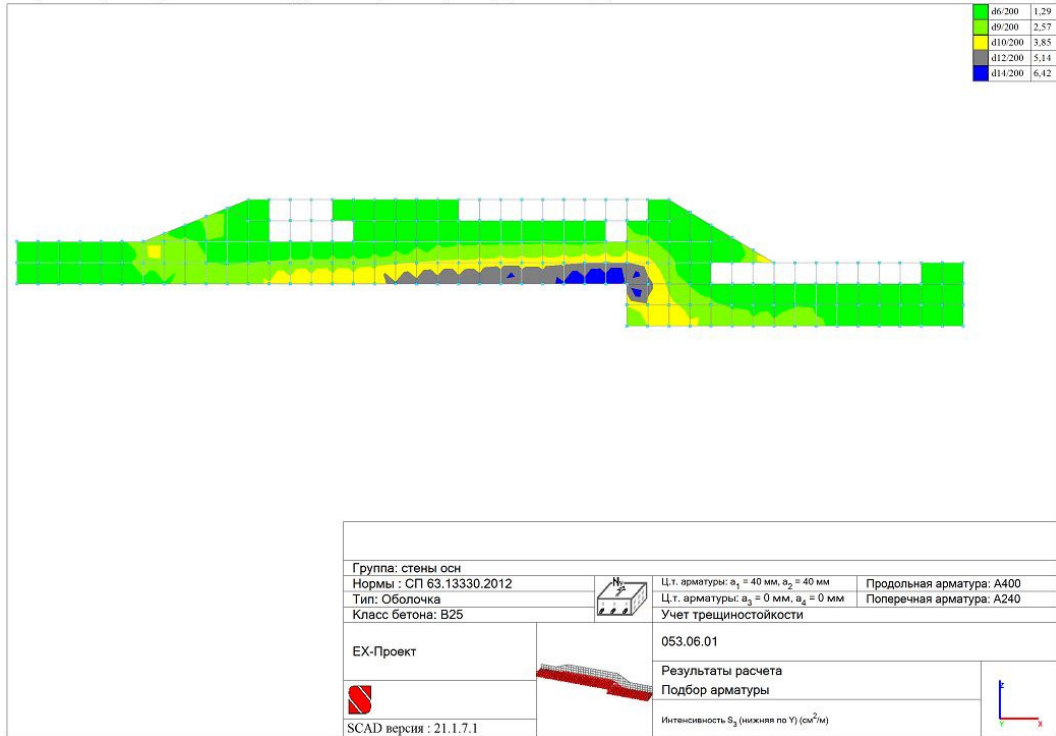 d6/200 1,29
d9/200 2,57
d10/200 3,85
d12/200 5,14
d14/200 6,42
Группа: стены осн
Нормы : СП 63.13330.2012
Тип: Оболочка
Класс бетона: B25
Ц.т. арматуры: a1 = 40 мм, a2 = 40 мм
Продольная арматура: A400
Ц.т. арматуры: a3 = 0 мм, a4 = 0 мм
Поперечная арматура: A240
Учет трещиностойкости
ЕХ-Проект
053.06.01
Результаты расчета
Подбор арматуры
Интенсивность S3 (нижняя по Y) (см²/м)
SCAD версия : 21.1.7.1
Z
Y
X